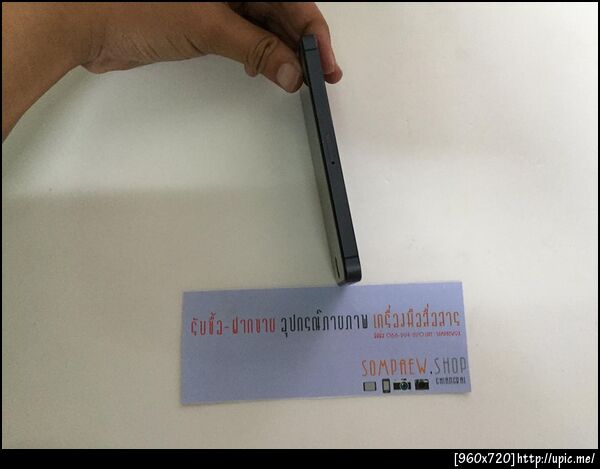 รับซื้อ-ฝากขาย อุปกรณ์ถ่ายภาพ เครื่องมือสื่อสาร
SOMPAEW.SHOP
CHIANGRAI
[960x720]http://upic.me/